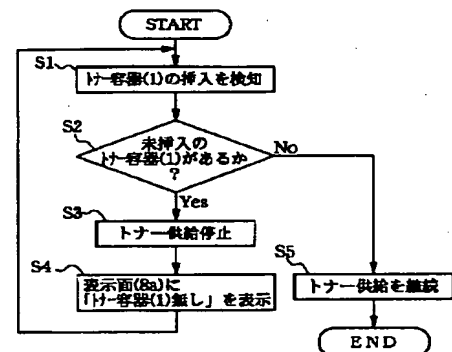 START
S1
トナー容器(1)の挿入を検知
S2
未挿入の
トナー容器(1)があるか
?
No
Yes
S3
トナー供給停止
S4
表示面(8a)に
「トナー容器(1)無し」を表示
S5
トナー供給を継続
END